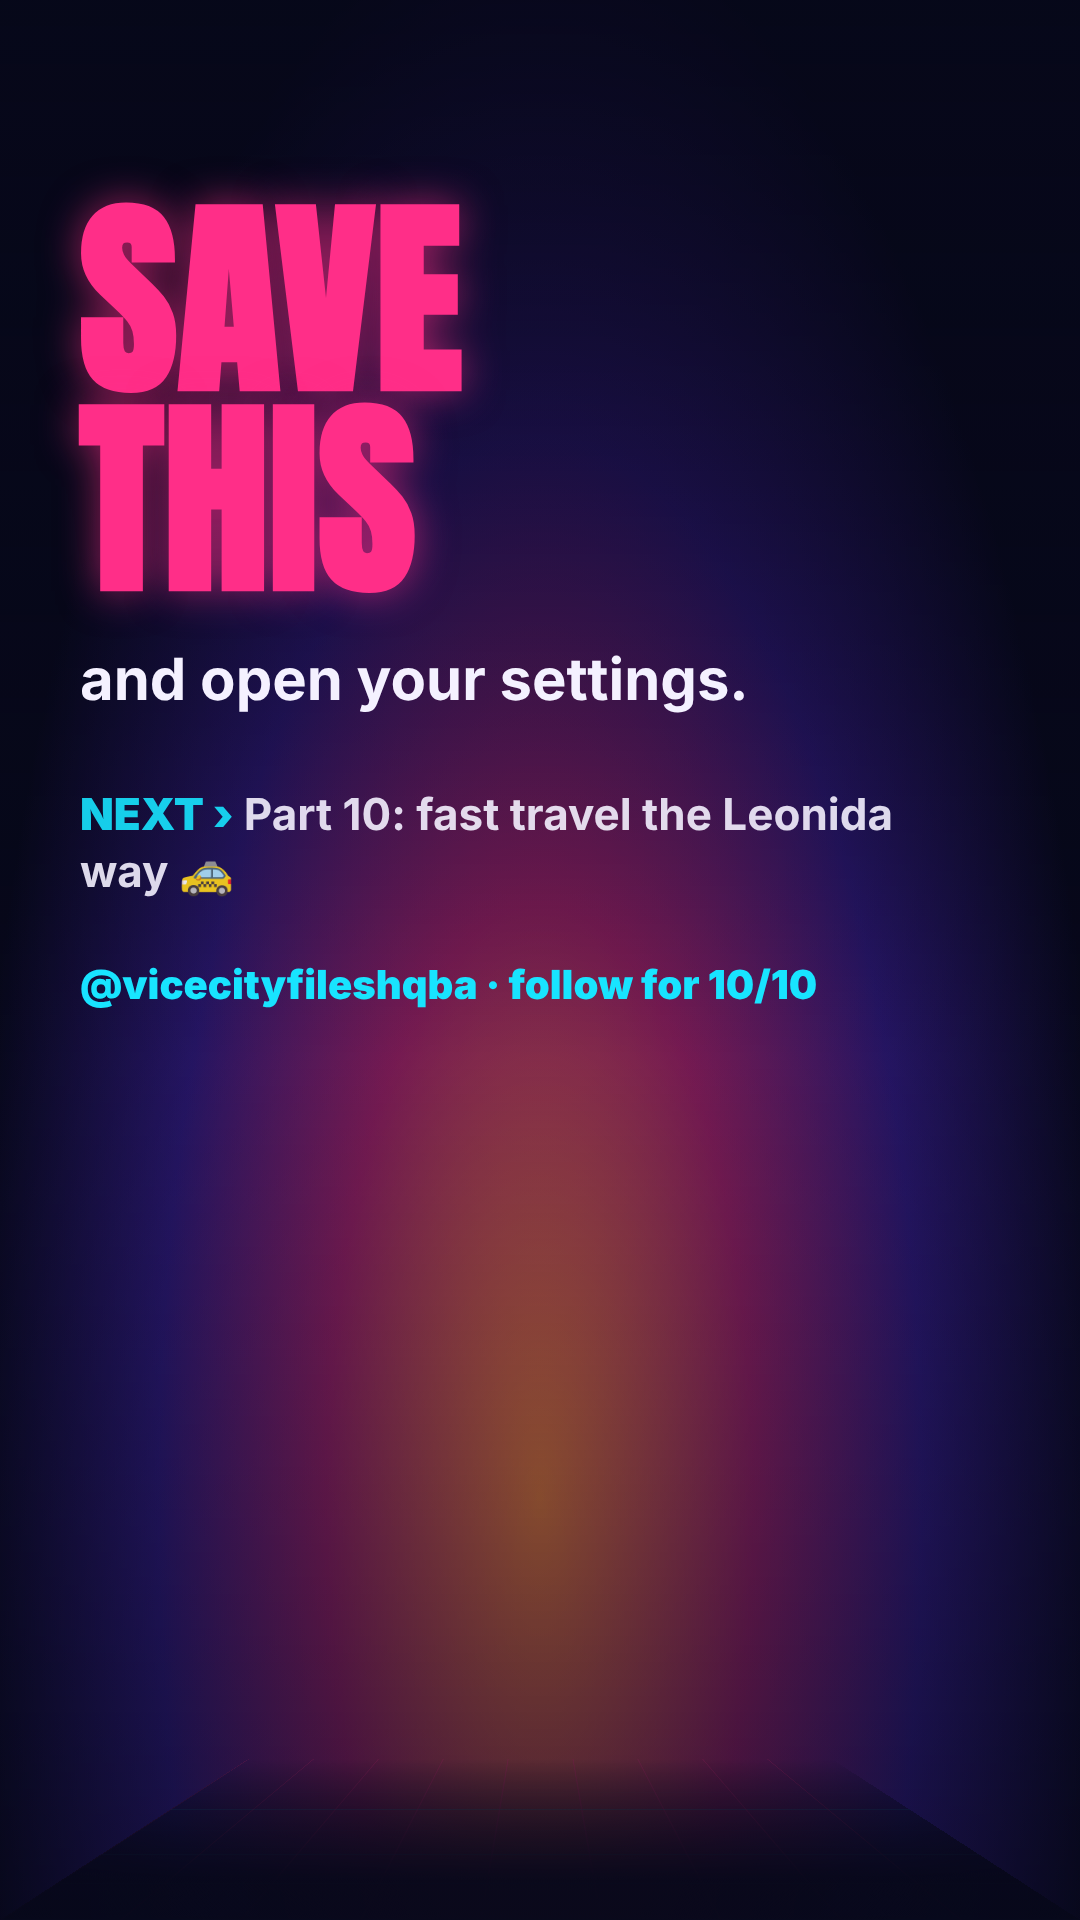 SAVE
THIS
and open your settings.
NEXT › Part 10: fast travel the Leonida
way 🚕
@vicecityfileshqba · follow for 10/10